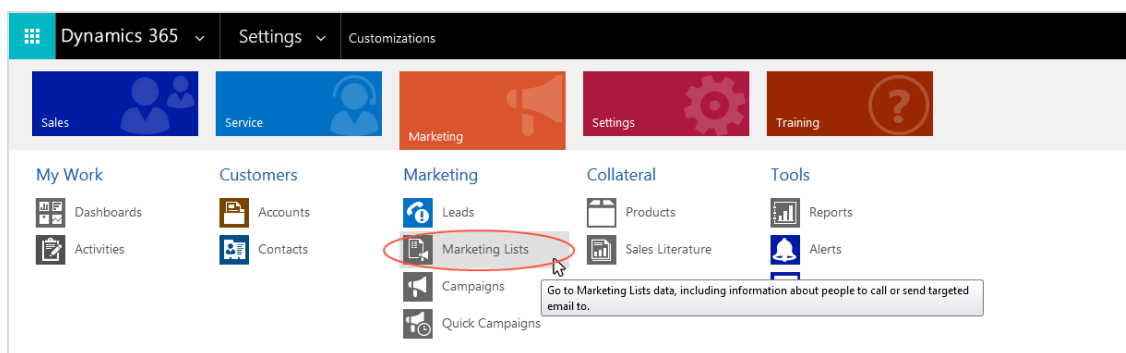 Dynamics 365 Settings Customizations
Sales Service Marketing Settings Training
My Work Customers Marketing Collateral Tools
Dashboards Accounts Leads Products Reports
Activities Contacts Marketing Lists Sales Literature Alerts
Campaigns
Go to Marketing Lists data, including information about people to call or send targeted
email to.
Quick Campaigns